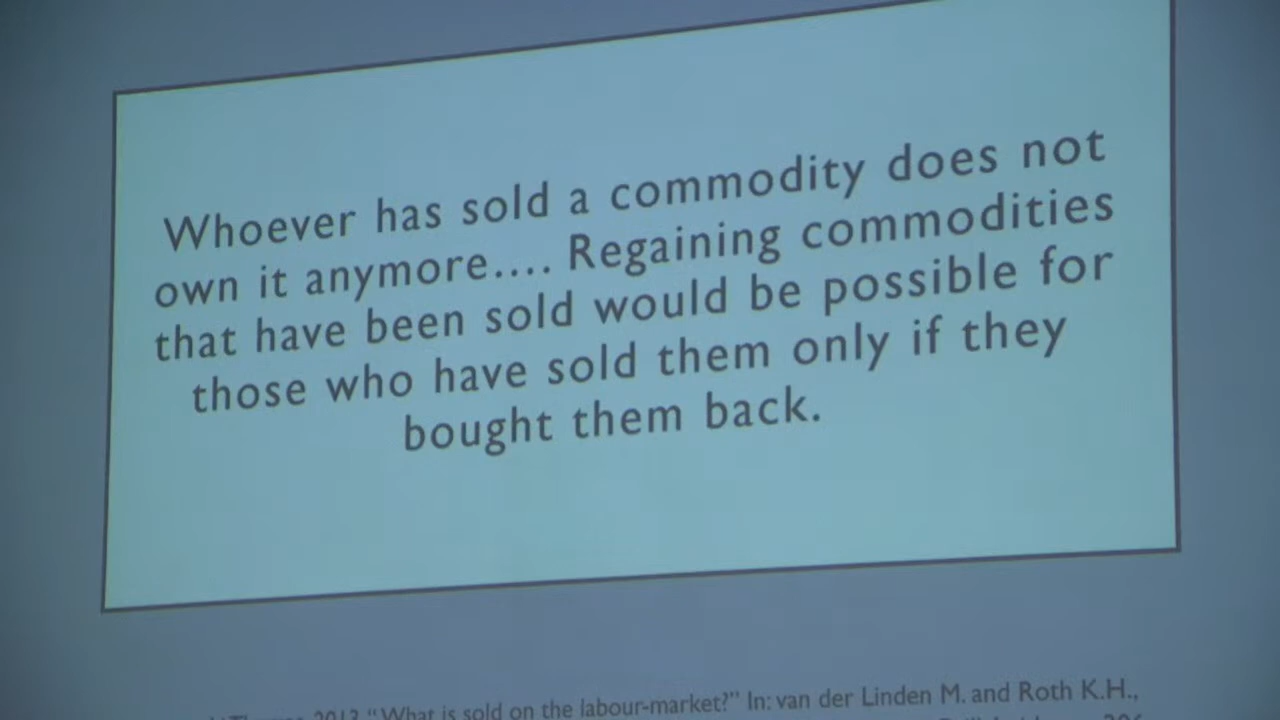 Whoever has sold a commodity does not
own it anymore.... Regaining commodities
that have been sold would be possible for
those who have sold them only if they
bought them back.
2013 “What is sold on the labour-market?” In: van der Linden M. and Roth K.H.,